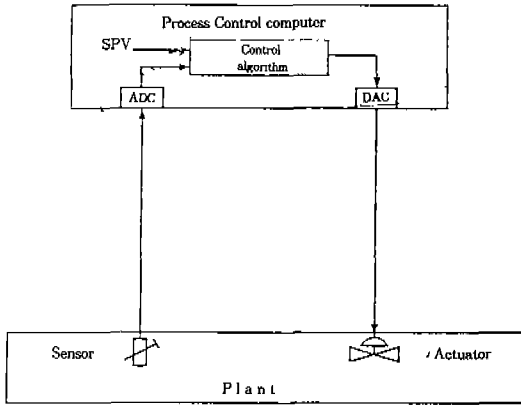 Process Control computer
SPV
Control
algorithm
ADC
DAC
Sensor
Actuator
Plant